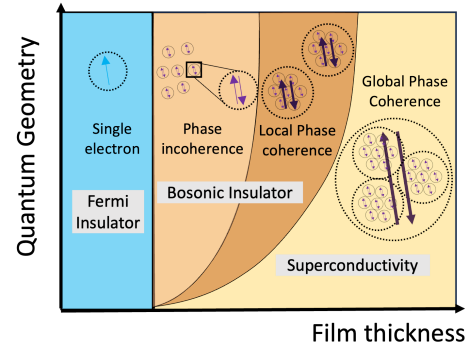 Quantum Geometry
Single
electron
Fermi
Insulator
Phase
incoherence
Bosonic Insulator
Local Phase
coherence
Global Phase
Coherence
Superconductivity
Film thickness